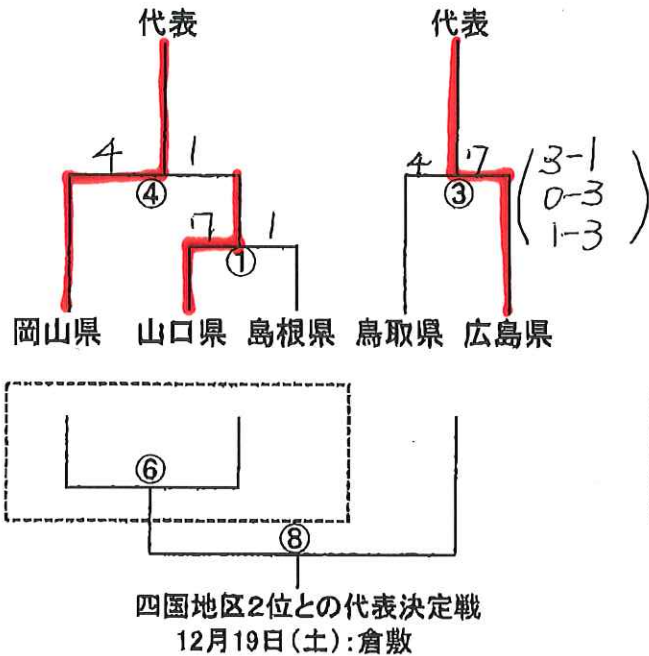 代表 代表
4 1 4 7 3-1
④ ③ 0-3
7 1 1-3
①
岡山県 山口県 島根県 鳥取県 広島県
⑥
⑧
四国地区2位との代表決定戦
12月19日(土):倉敷